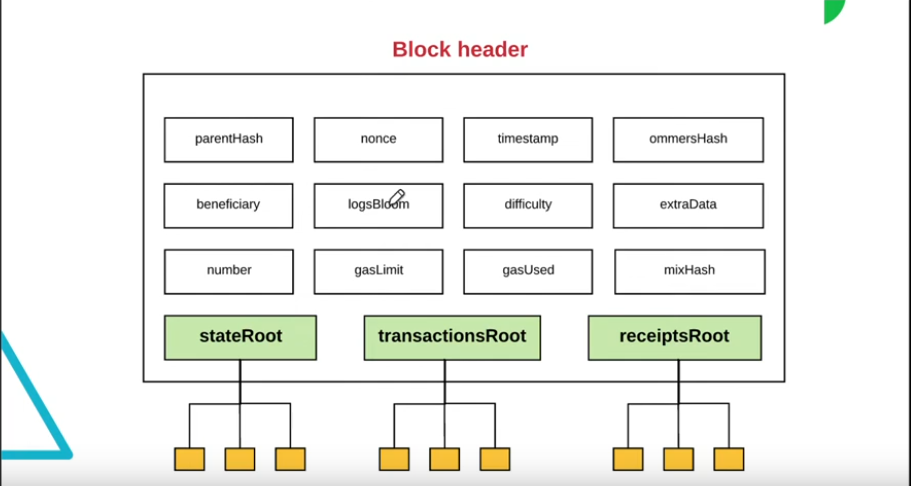 Block header
parentHash nonce timestamp ommersHash
beneficiary logsBloom difficulty extraData
number gasLimit gasUsed mixHash
stateRoot transactionsRoot receiptsRoot